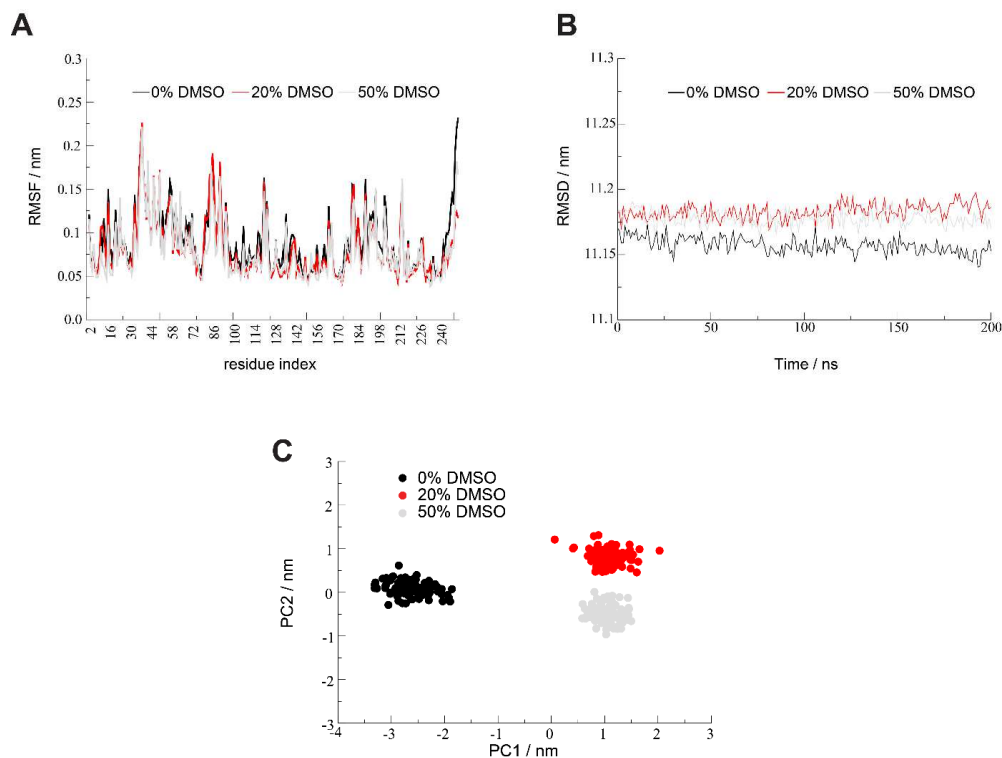 A
RMSF / nm
0.3
0.25
0.2
0.15
0.1
0.05
0.0
0% DMSO 20% DMSO 50% DMSO
2 16 30 44 58 72 86 100 114 128 142 156 170 184 198 212 226 240
residue index
B
RMSD / nm
11.3
11.25
11.2
11.15
11.1
0% DMSO 20% DMSO 50% DMSO
0 50 100 150 200
Time / ns
C
PC2 / nm
3
2
1
0
-1
-2
-3
0% DMSO
20% DMSO
50% DMSO
-4 -3 -2 -1 0 1 2 3
PC1 / nm